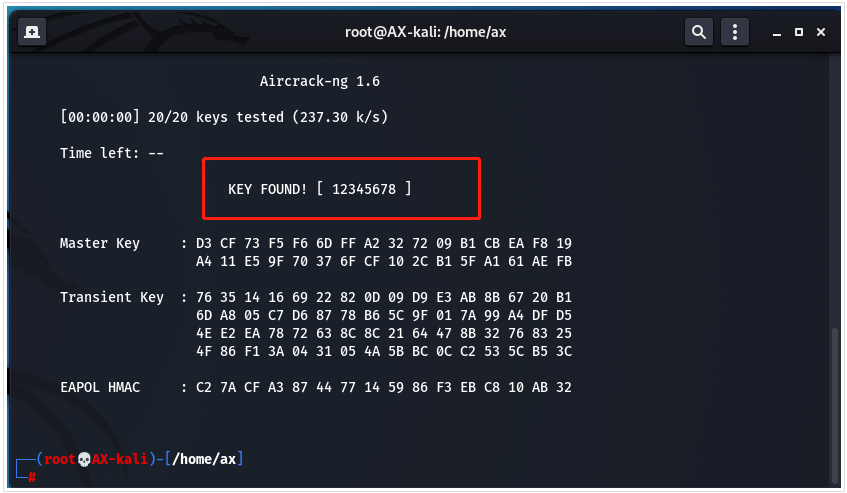 root@AX-kali: /home/ax
Aircrack-ng 1.6
[00:00:00] 20/20 keys tested (237.30 k/s)
Time left: --
KEY FOUND! [ 12345678 ]
Master Key     : D3 CF 73 F5 F6 6D FF A2 32 72 09 B1 CB EA F8 19
A4 11 E5 9F 70 37 6F CF 10 2C B1 5F A1 61 AE FB
Transient Key  : 76 35 14 16 69 22 82 0D 09 D9 E3 AB 8B 67 20 B1
6D A8 05 C7 D6 87 78 B6 5C 9F 01 7A 99 A4 DF D5
4E E2 EA 78 72 63 8C 8C 21 64 47 8B 32 76 83 25
4F 86 F1 3A 04 31 05 4A 5B BC 0C C2 53 5C B5 3C
EAPOL HMAC     : C2 7A CF A3 87 44 77 14 59 86 F3 EB C8 10 AB 32
┌──(root💀AX-kali)-[/home/ax]
└─#